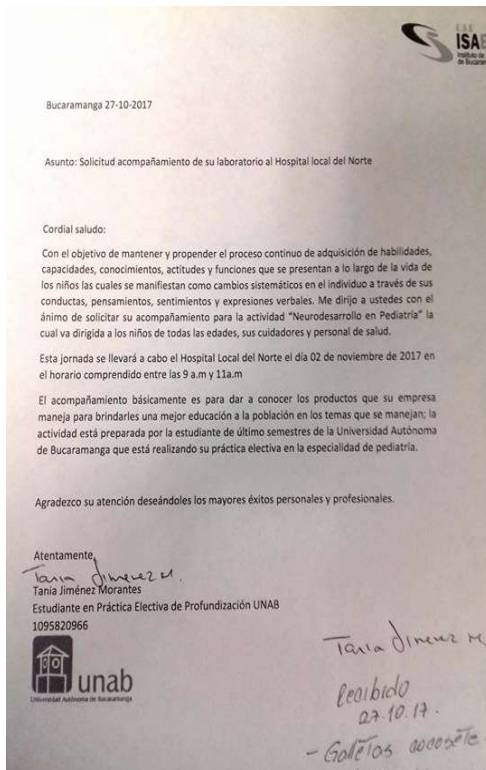 ESE
ISA
Instituto de
de Bucaram
Bucaramanga 27-10-2017
Asunto: Solicitud acompañamiento de su laboratorio al Hospital local del Norte
Cordial saludo:
Con el objetivo de mantener y propender el proceso continuo de adquisición de habilidades,
capacidades, conocimientos, actitudes y funciones que se presentan a lo largo de la vida de
los niños las cuales se manifiestan como cambios sistemáticos en el individuo a través de sus
conductas, pensamientos, sentimientos y expresiones verbales. Me dirijo a ustedes con el
ánimo de solicitar su acompañamiento para la actividad "Neurodesarrollo en Pediatría" la
cual va dirigida a los niños de todas las edades, sus cuidadores y personal de salud.
Esta jornada se llevará a cabo el Hospital Local del Norte el día 02 de noviembre de 2017 en
el horario comprendido entre las 9 a.m y 11a.m
El acompañamiento básicamente es para dar a conocer los productos que su empresa
maneja para brindarles una mejor educación a la población en los temas que se manejan; la
actividad está preparada por la estudiante de último semestres de la Universidad Autónoma
de Bucaramanga que está realizando su práctica electiva en la especialidad de pediatría.
Agradezco su atención deseándoles los mayores éxitos personales y profesionales.
Atentamente,
Tania Jimenez M.
Tania Jiménez Morantes
Estudiante en Práctica Electiva de Profundización UNAB
1095820966
unab
Universidad Autónoma de Bucaramanga
Tania Jimenez M
Recibido
27.10.17.
- Galletas